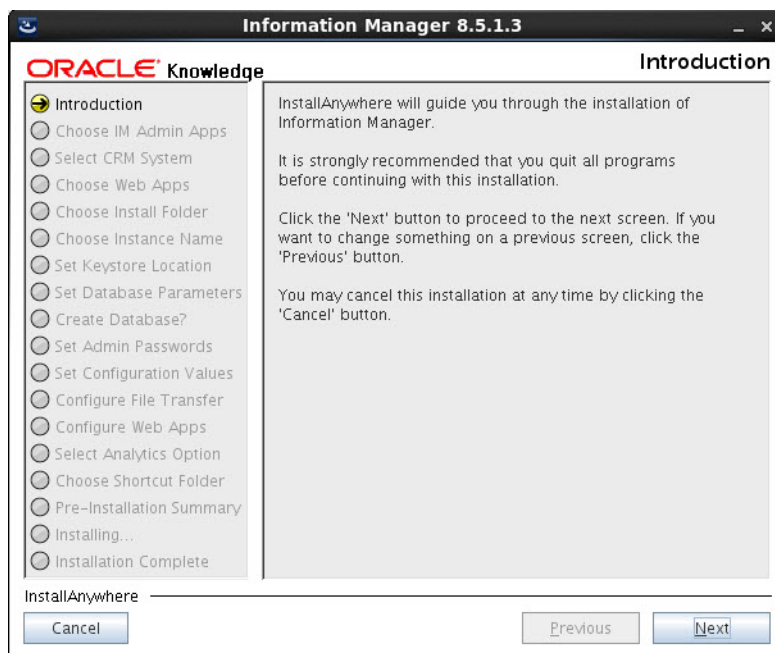 Information Manager 8.5.1.3
ORACLE Knowledge
Introduction
Introduction
Choose IM Admin Apps
Select CRM System
Choose Web Apps
Choose Install Folder
Choose Instance Name
Set Keystore Location
Set Database Parameters
Create Database?
Set Admin Passwords
Set Configuration Values
Configure File Transfer
Configure Web Apps
Select Analytics Option
Choose Shortcut Folder
Pre-Installation Summary
Installing...
Installation Complete
InstallAnywhere will guide you through the installation of
Information Manager.
It is strongly recommended that you quit all programs
before continuing with this installation.
Click the 'Next' button to proceed to the next screen. If you
want to change something on a previous screen, click the
'Previous' button.
You may cancel this installation at any time by clicking the
'Cancel' button.
InstallAnywhere
Cancel
Previous
Next